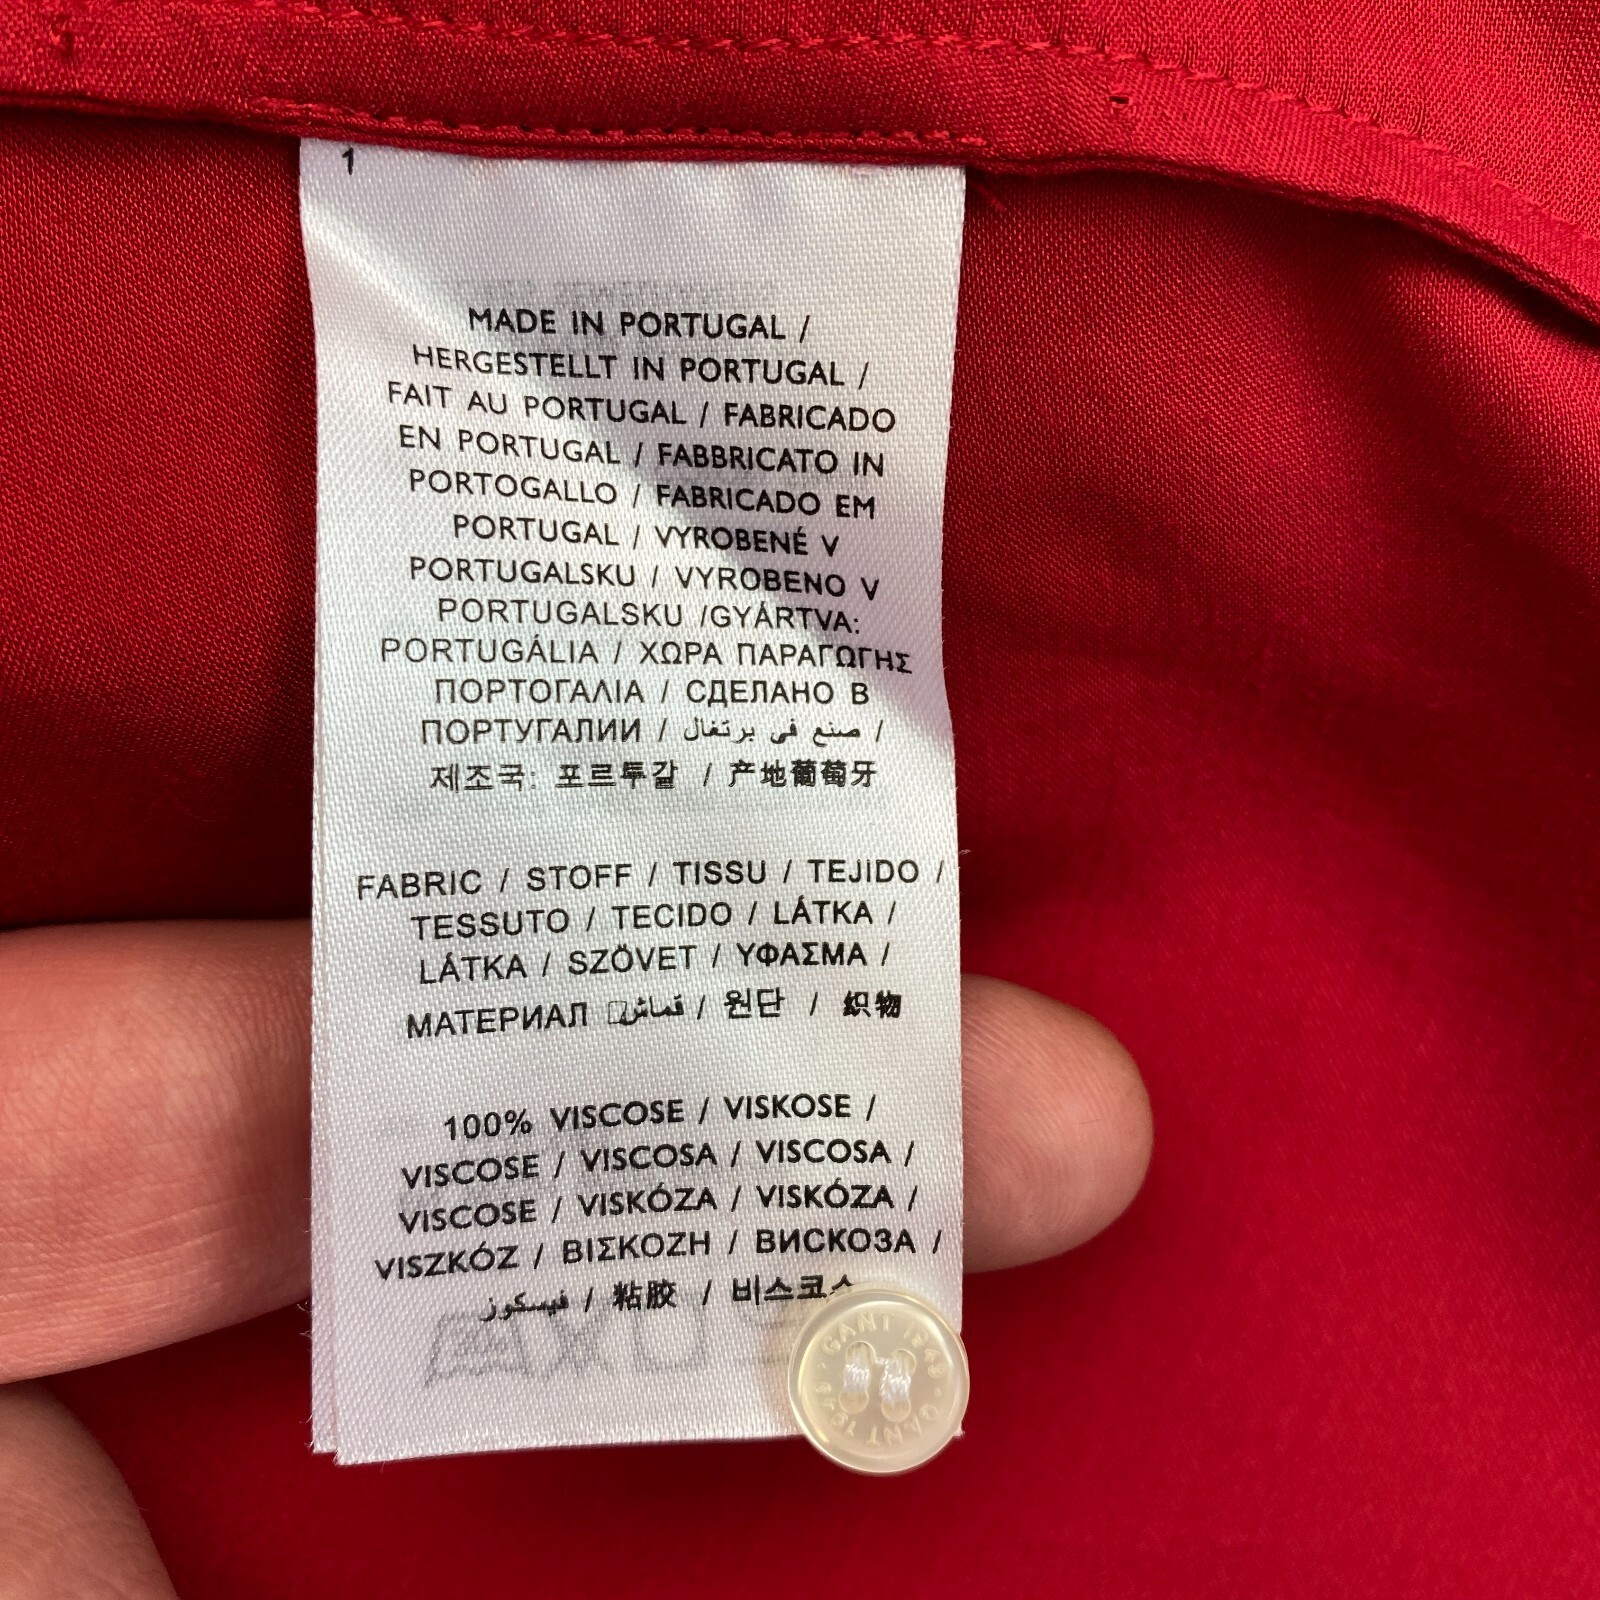 1
MADE IN PORTUGAL /
HERGESTELLT IN PORTUGAL /
FAIT AU PORTUGAL / FABRICADO
EN PORTUGAL / FABBRICATO IN
PORTOGALLO / FABRICADO EM
PORTUGAL / VYROBENÉ V
PORTUGALSKU / VYROBENO V
PORTUGALSKU /GYÁRTVA:
PORTUGÁLIA / ΧΩΡΑ ΠΑΡΑΓΩΓΗΣ
ΠΟΡΤΟΓΑΛΙΑ / СДЕЛАНО В
ПОРТУГАЛИИ / صنع في برتغال /
제조국: 포르투갈 / 产地葡萄牙
FABRIC / STOFF / TISSU / TEJIDO /
TESSUTO / TECIDO / LÁTKA /
LÁTKA / SZÖVET / ΥΦΑΣΜΑ /
МАТЕРИАЛ قماش / 원단 / 织物
100% VISCOSE / VISKOSE /
VISCOSE / VISCOSA / VISCOSA /
VISCOSE / VISKÓZA / VISKÓZA /
VISZKÓZ / ΒΙΣΚΟΖΗ / ВИСКОЗА /
فيسكوز / 粘胶 / 비스코스
GANT 1949 · GANT 1949 ·